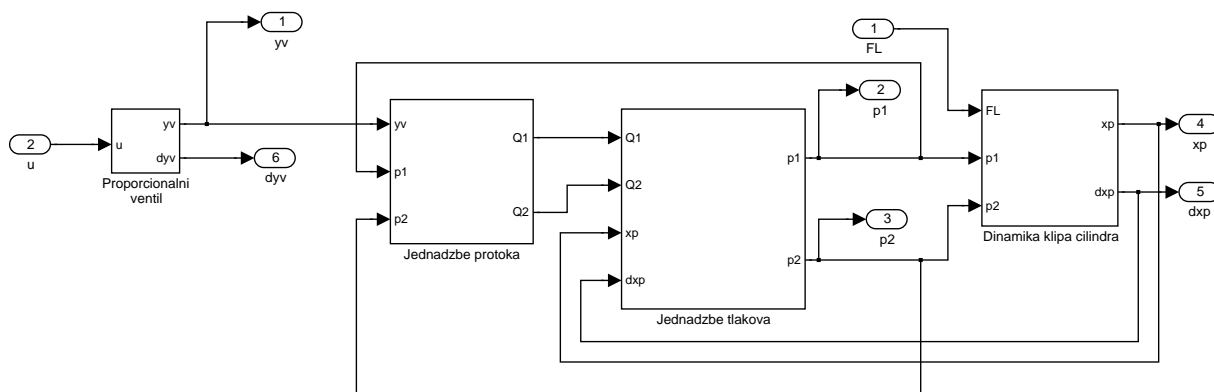 1
yv
1
FL
2
p1
yv
u
dyv
Proporcionalni
ventil
2
u
6
dyv
yv
p1
p2
Q1
Q2
Jednadzbe protoka
Q1
Q2
xp
dxp
p1
p2
Jednadzbe tlakova
3
p2
FL
p1
p2
xp
dxp
Dinamika klipa cilindra
4
xp
5
dxp